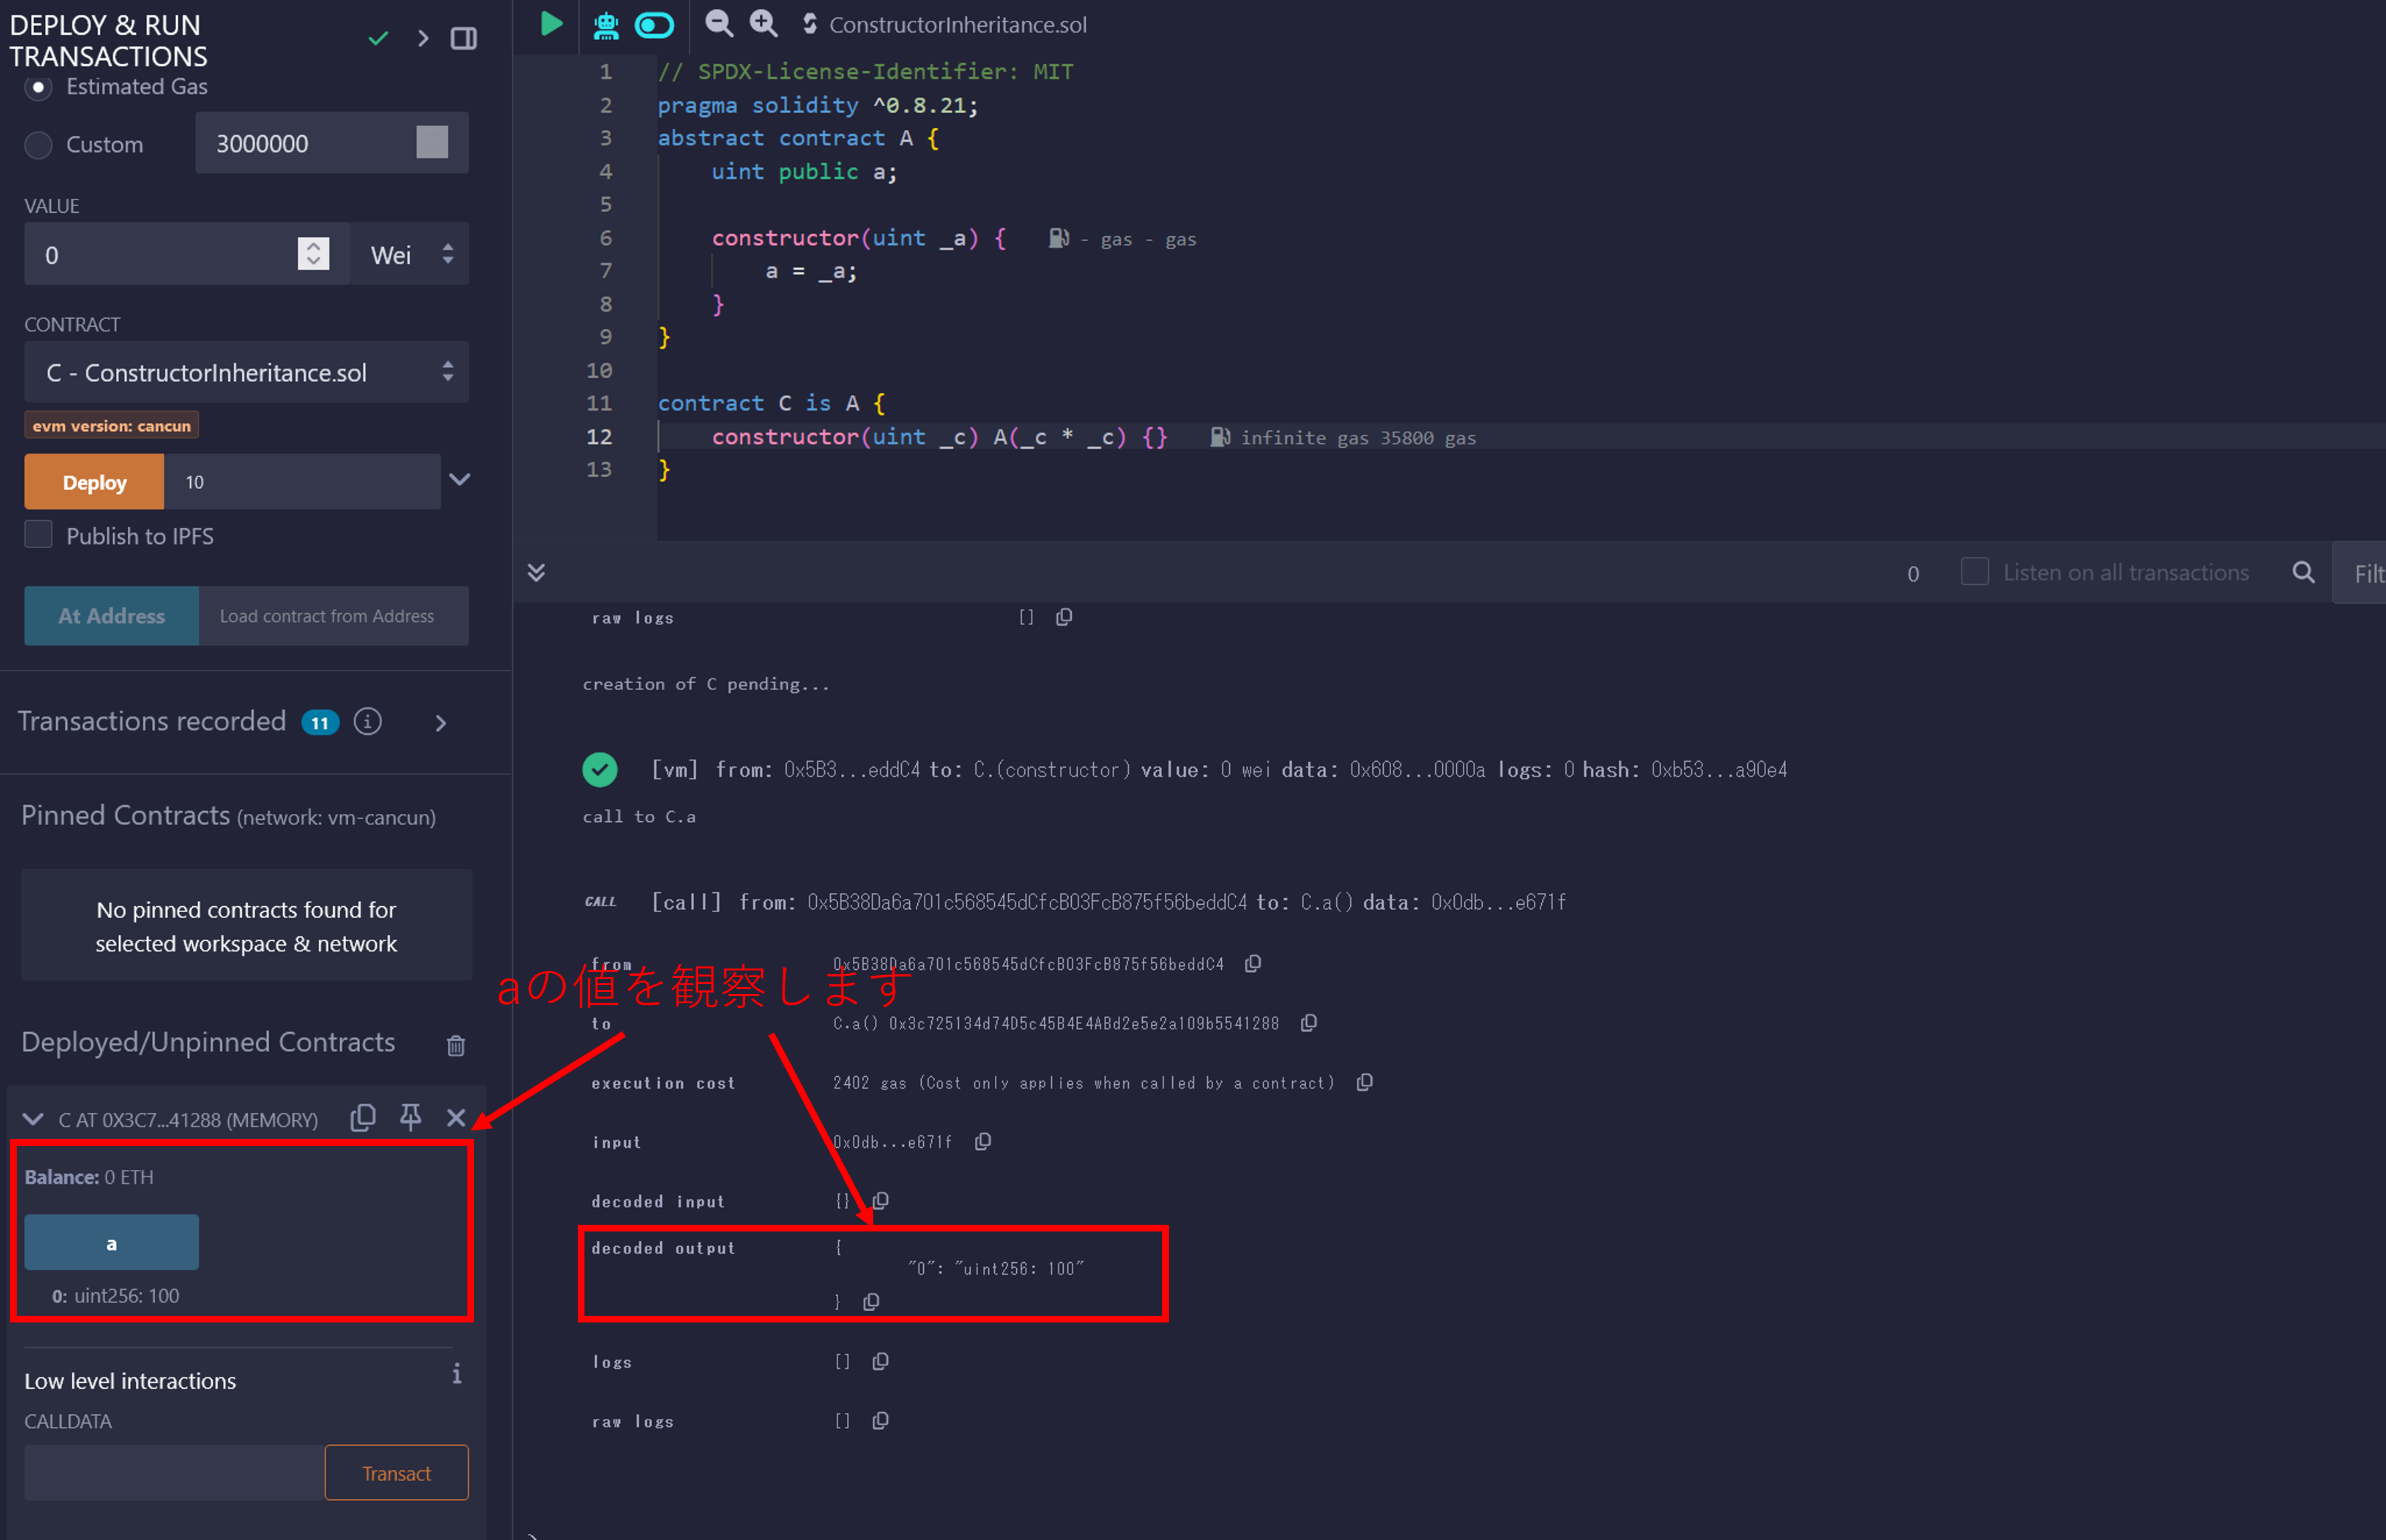 DEPLOY & RUN
TRANSACTIONS
Estimated Gas
Custom
3000000
VALUE
0
Wei
CONTRACT
C - ConstructorInheritance.sol
evm version: cancun
Deploy
10
Publish to IPFS
At Address
Load contract from Address
Transactions recorded 11
Pinned Contracts (network: vm-cancun)
No pinned contracts found for
selected workspace & network
Deployed/Unpinned Contracts
C AT 0X3C7...41288 (MEMORY)
Balance: 0 ETH
a
0: uint256: 100
Low level interactions
CALLDATA
Transact
ConstructorInheritance.sol
1 // SPDX-License-Identifier: MIT
2 pragma solidity ^0.8.21;
3 abstract contract A {
4 uint public a;
5
6 constructor(uint _a) { - gas - gas
7 a = _a;
8 }
9 }
10
11 contract C is A {
12 constructor(uint _c) A(_c * _c) {} infinite gas 35800 gas
13 }
0
Listen on all transactions
Filt
raw logs []
creation of C pending...
[vm] from: 0x5B3...eddC4 to: C.(constructor) value: 0 wei data: 0x608...0000a logs: 0 hash: 0xb53...a90e4
call to C.a
CALL [call] from: 0x5B38Da6a701c568545dCfcB03FcB875f56beddC4 to: C.a() data: 0x0db...e671f
from 0x5B38Da6a701c568545dCfcB03FcB875f56beddC4
aの値を観察します
to C.a() 0x3c725134d74D5c45B4E4ABd2e5e2a109b5541288
execution cost 2402 gas (Cost only applies when called by a contract)
input 0x0db...e671f
decoded input {}
decoded output {
"0": "uint256: 100"
}
logs []
raw logs []